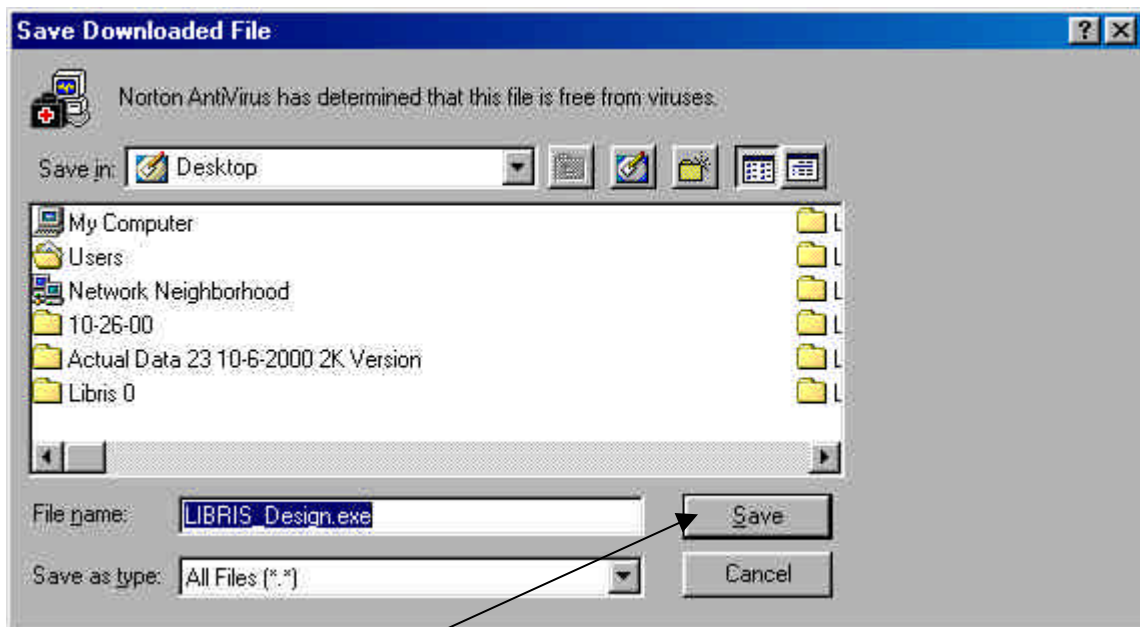 Save Downloaded File
Norton AntiVirus has determined that this file is free from viruses.
Save in: Desktop
My Computer
Users
Network Neighborhood
10-26-00
Actual Data 23 10-6-2000 2K Version
Libris 0
L
L
L
L
L
L
File name: LIBRIS_Design.exe
Save
Save as type: All Files (*.*)
Cancel